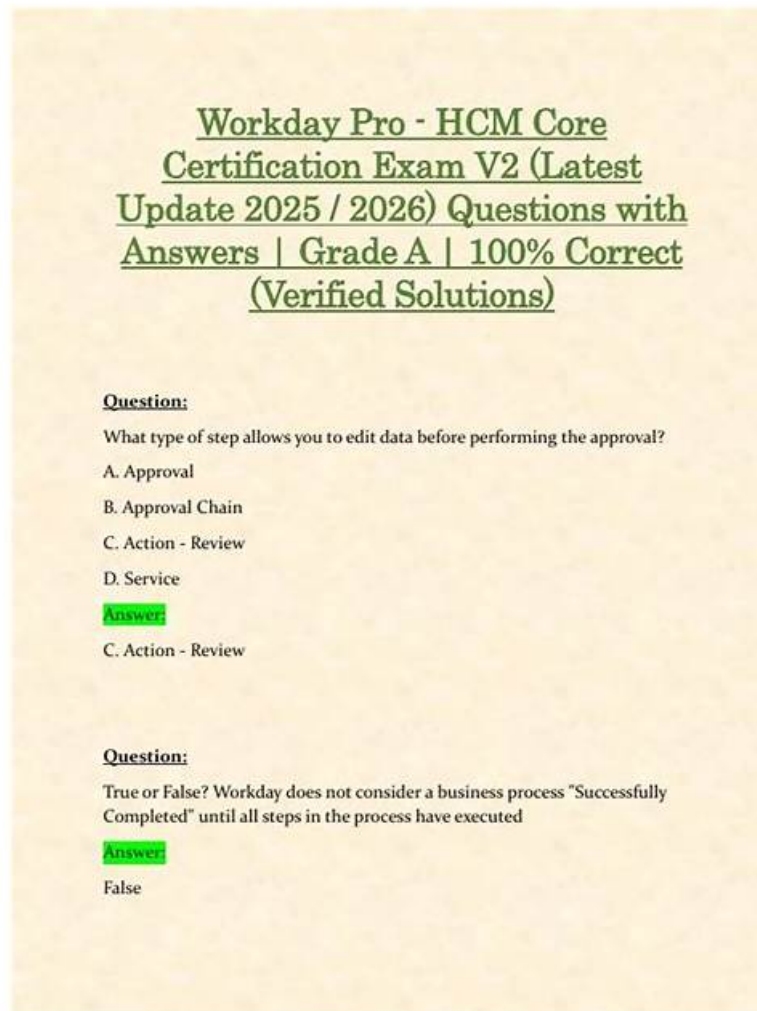 Workday Pro - HCM Core
Certification Exam V2 (Latest
Update 2025 / 2026) Questions with
Answers | Grade A | 100% Correct
(Verified Solutions)
Question:
What type of step allows you to edit data before performing the approval?
A. Approval
B. Approval Chain
C. Action - Review
D. Service
Answer:
C. Action - Review
Question:
True or False? Workday does not consider a business process "Successfully
Completed" until all steps in the process have executed
Answer:
False